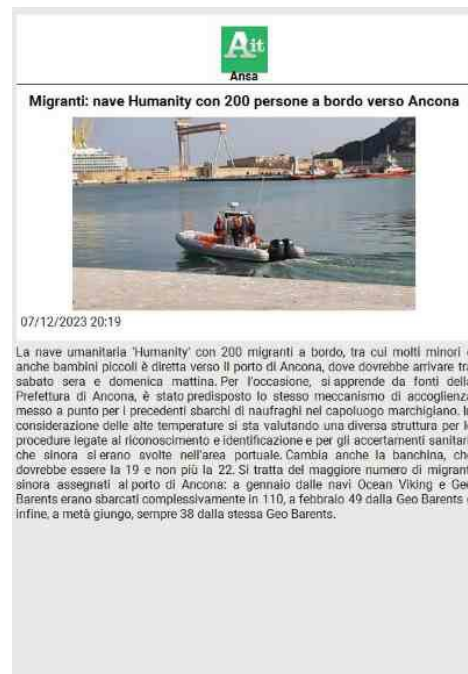 Ait
Ansa
Migranti: nave Humanity con 200 persone a bordo verso Ancona
07/12/2023 20:19
La nave umanitaria 'Humanity' con 200 migranti a bordo, tra cui molti minori e
anche bambini piccoli è diretta verso il porto di Ancona, dove dovrebbe arrivare tra
sabato sera e domenica mattina. Per l'occasione, si apprende da fonti della
Prefettura di Ancona, è stato predisposto lo stesso meccanismo di accoglienza
messo a punto per i precedenti sbarchi di naufraghi nel capoluogo marchigiano. In
considerazione delle alte temperature si sta valutando una diversa struttura per le
procedure legate al riconoscimento e identificazione e per gli accertamenti sanitari
che sinora si erano svolte nell'area portuale. Cambia anche la banchina, che
dovrebbe essere la 19 e non più la 22. Si tratta del maggiore numero di migranti
sinora assegnati al porto di Ancona: a gennaio dalle navi Ocean Viking e Geo
Barents erano sbarcati complessivamente in 110, a febbraio 49 dalla Geo Barents e
infine, a metà giungo, sempre 38 dalla stessa Geo Barents.